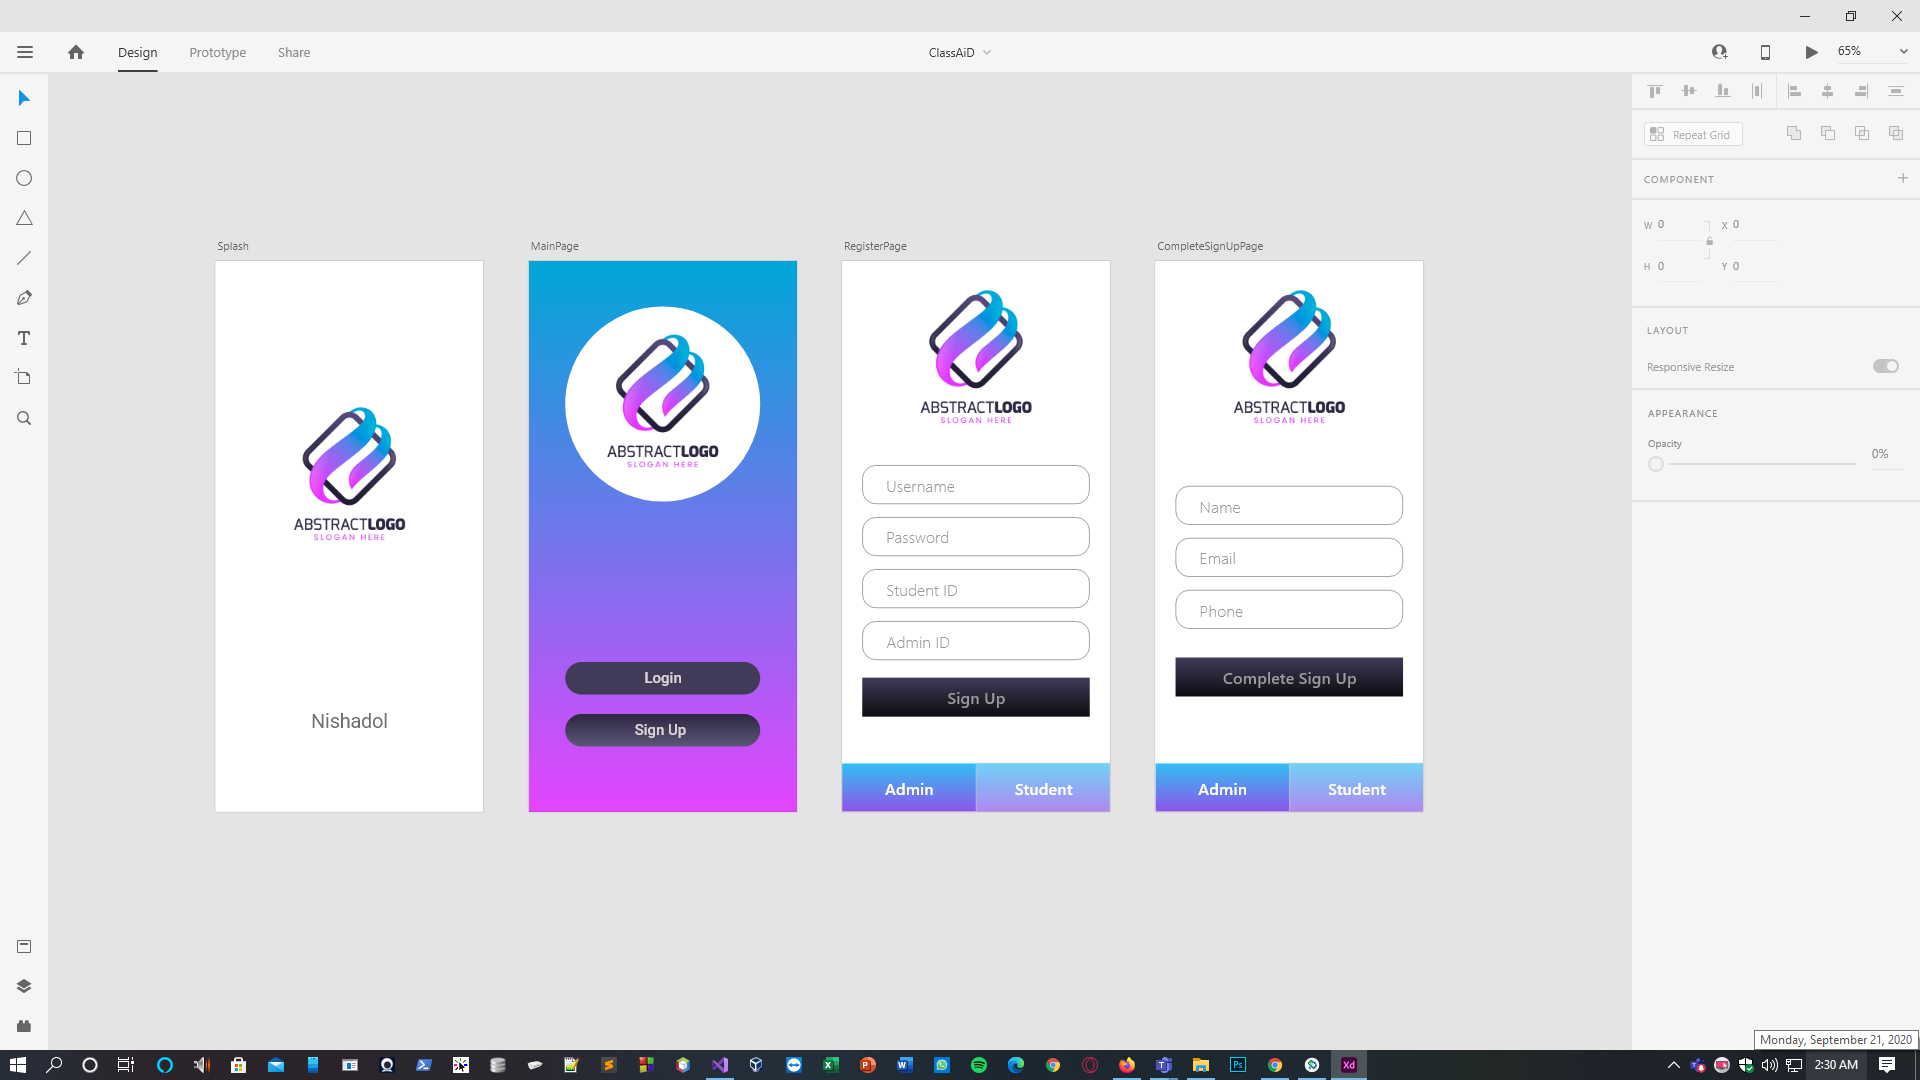 Design
Prototype
Share
ClassAiD
65%
Repeat Grid
COMPONENT
W 0
X 0
H 0
Y 0
LAYOUT
Responsive Resize
APPEARANCE
Opacity
0%
Splash
ABSTRACTLOGO
SLOGAN HERE
Nishadol
MainPage
ABSTRACTLOGO
SLOGAN HERE
Login
Sign Up
RegisterPage
ABSTRACTLOGO
SLOGAN HERE
Username
Password
Student ID
Admin ID
Sign Up
Admin
Student
CompleteSignUpPage
ABSTRACTLOGO
SLOGAN HERE
Name
Email
Phone
Complete Sign Up
Admin
Student
Monday, September 21, 2020
Ps
Xd
2:30 AM